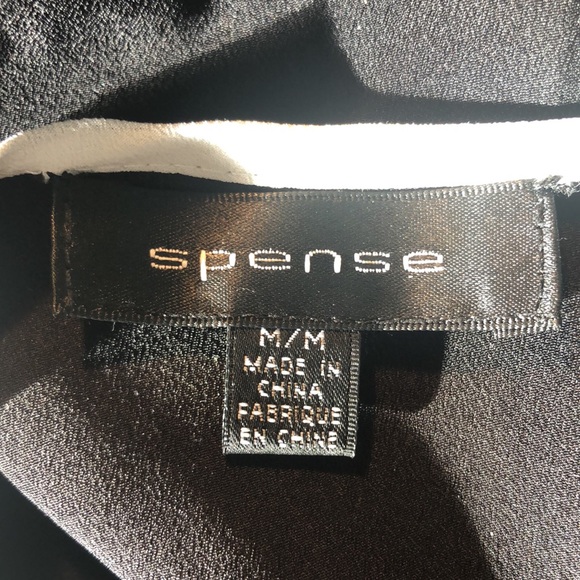 spense
M/M
MADE IN
CHINA
FABRIQUE
EN CHINE